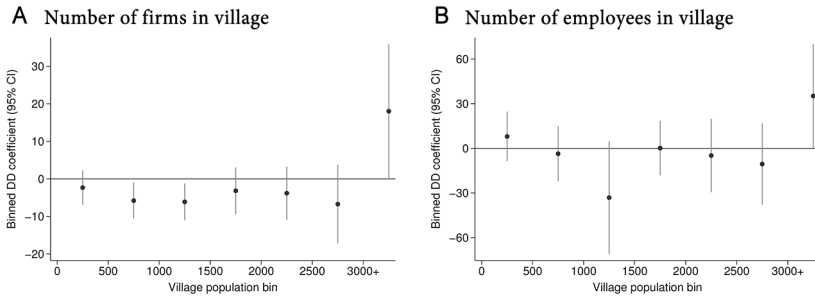 A Number of firms in village
Binned DD coefficient (95% CI)
30
20
10
0
−10
−20
0 500 1000 1500 2000 2500 3000+
Village population bin
B Number of employees in village
Binned DD coefficient (95% CI)
60
30
0
−30
−60
0 500 1000 1500 2000 2500 3000+
Village population bin